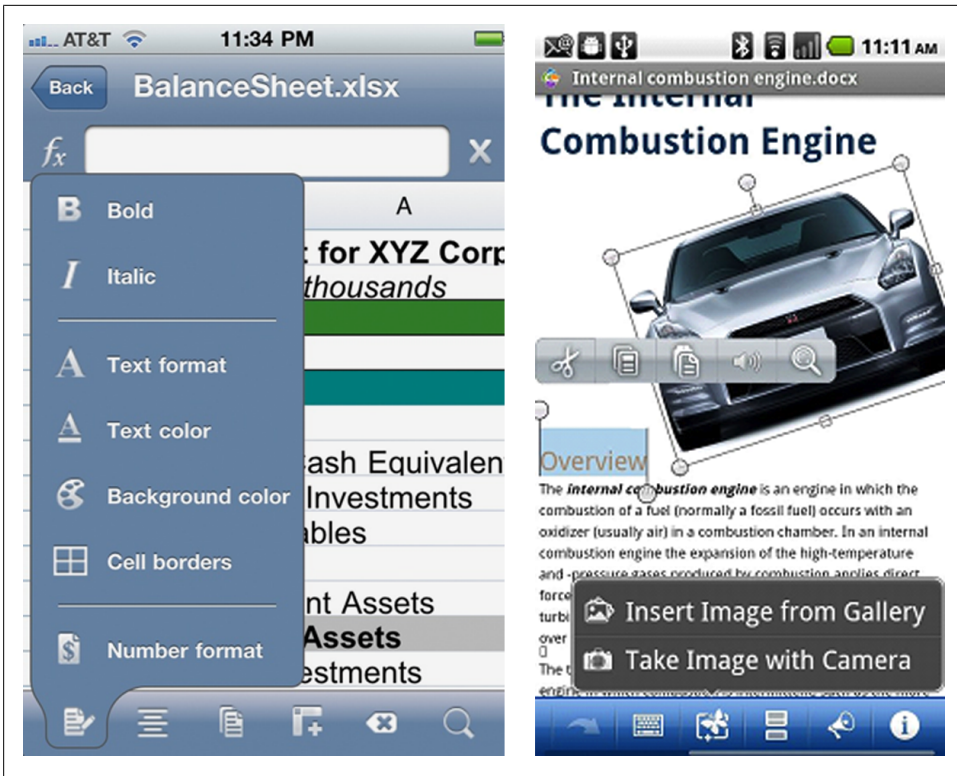 AT&T 11:34 PM
Back BalanceSheet.xlsx
fx
A
Bold
Italic
Text format
Text color
Background color
Cell borders
Number format
: for XYZ Corp
thousands
ash Equivalen
Investments
ables
nt Assets
Assets
estments
11:11 AM
Internal combustion engine.docx
The Internal
Combustion Engine
Overview
The internal combustion engine is an engine in which the
combustion of a fuel (normally a fossil fuel) occurs with an
oxidizer (usually air) in a combustion chamber. In an internal
combustion engine the expansion of the high-temperature
and -pressure gases produced by combustion applies direct
force
turbi
over
The t
Insert Image from Gallery
Take Image with Camera